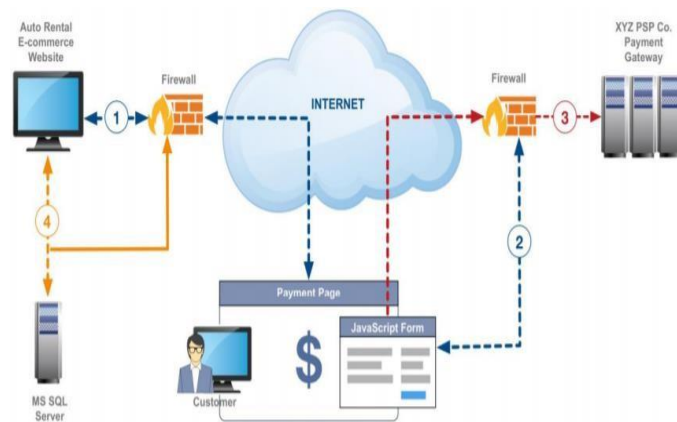 Auto Rental
E-commerce
Website
Firewall
INTERNET
Firewall
XYZ PSP Co.
Payment
Gateway
1
3
4
2
Payment Page
JavaScript Form
$
Customer
MS SQL
Server